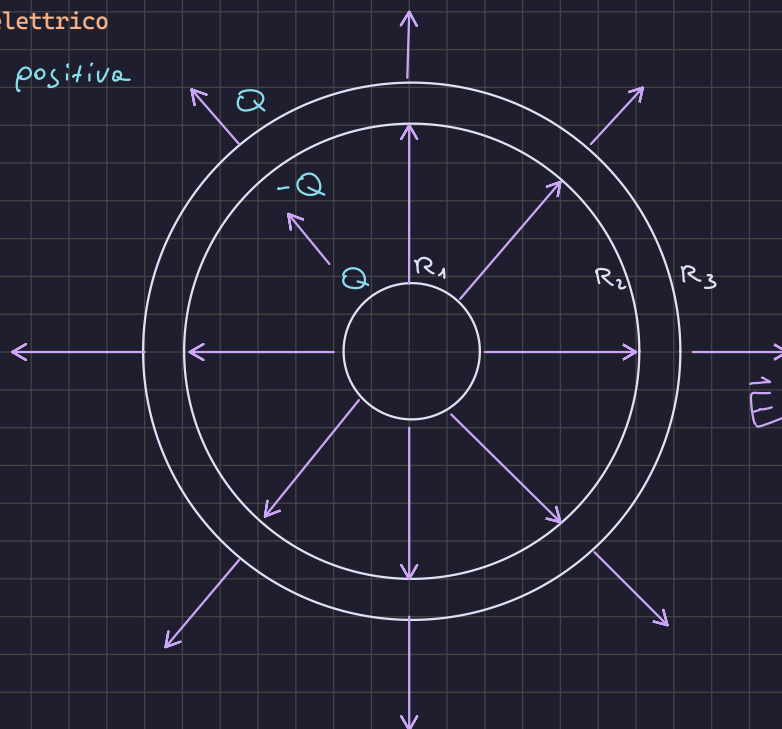 elettrico
positiva
Q
-Q
Q
R1
R2
R3
E